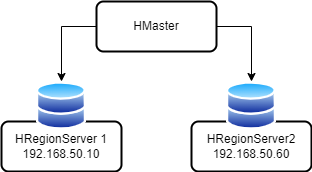 HMaster
HRegionServer 1
192.168.50.10
HRegionServer2
192.168.50.60